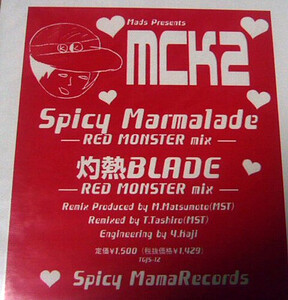 Mads Presents
MCK2
Spicy Marmalade
—RED MONSTER mix—
灼熱BLADE
—RED MONSTER mix—
Remix Produced by M.Matsumoto(MST)
Remixed by T.Tashiro(MST)
Engineering by Y.Haji
定価¥1,500 (税抜価格¥1,429)
Spicy MamaRecords